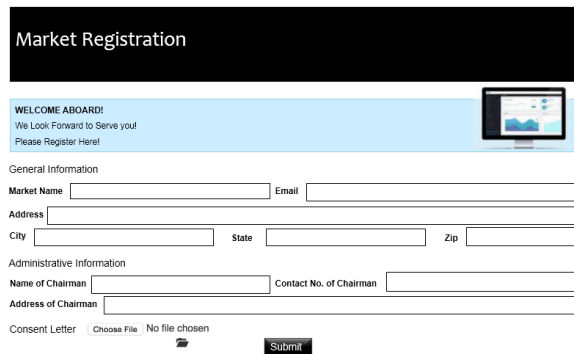 Market Registration
WELCOME ABOARD!
We Look Forward to Serve you!
Please Register Here!
General Information
Market Name Email
Address
City State Zip
Administrative Information
Name of Chairman Contact No. of Chairman
Address of Chairman
Consent Letter Choose File No file chosen
Submit